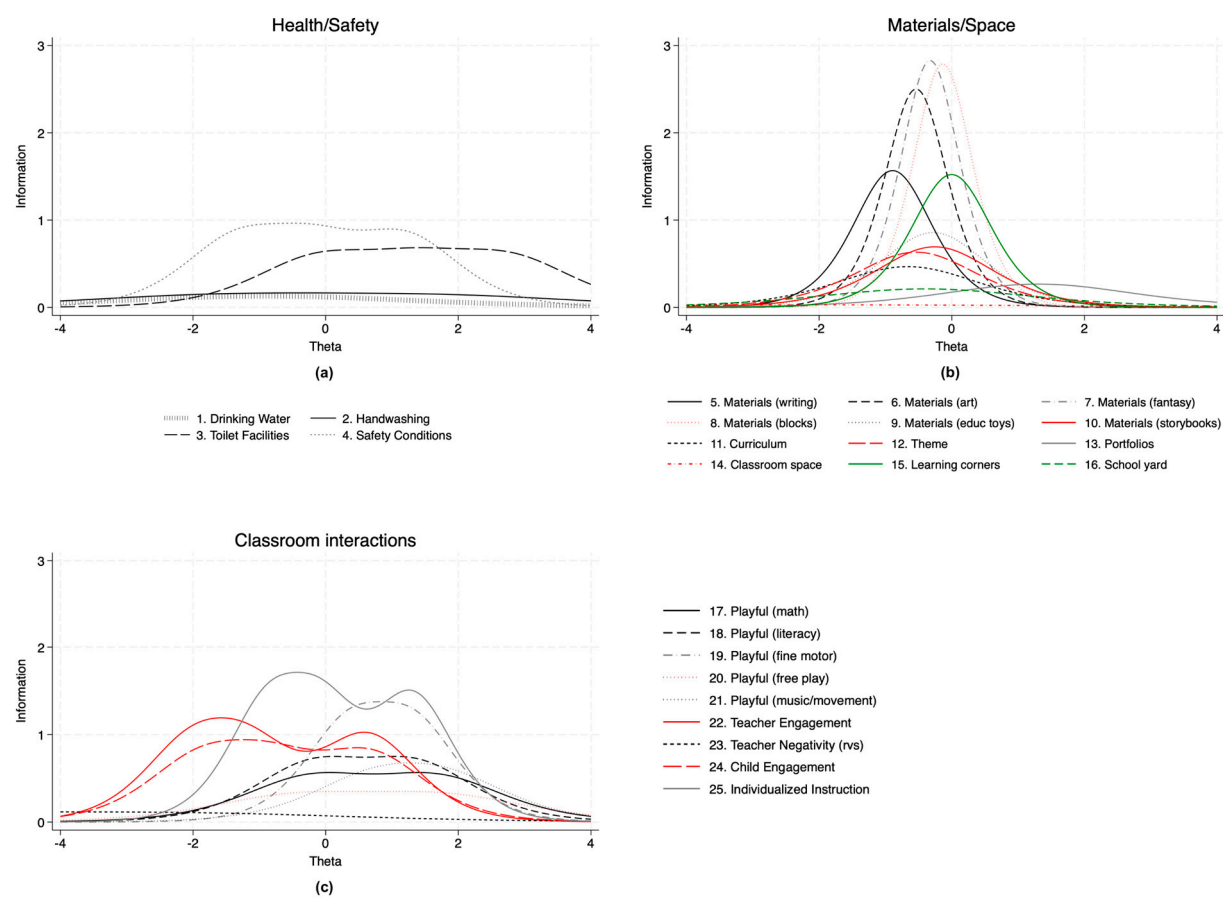 Health/Safety
3
2
1
0
Information
-4 -2 0 2 4
Theta
(a)
1. Drinking Water 2. Handwashing
3. Toilet Facilities 4. Safety Conditions
Materials/Space
3
2
1
0
Information
-4 -2 0 2 4
Theta
(b)
5. Materials (writing) 6. Materials (art) 7. Materials (fantasy)
8. Materials (blocks) 9. Materials (educ toys) 10. Materials (storybooks)
11. Curriculum 12. Theme 13. Portfolios
14. Classroom space 15. Learning corners 16. School yard
Classroom interactions
3
2
1
0
Information
-4 -2 0 2 4
Theta
(c)
17. Playful (math)
18. Playful (literacy)
19. Playful (fine motor)
20. Playful (free play)
21. Playful (music/movement)
22. Teacher Engagement
23. Teacher Negativity (rvs)
24. Child Engagement
25. Individualized Instruction